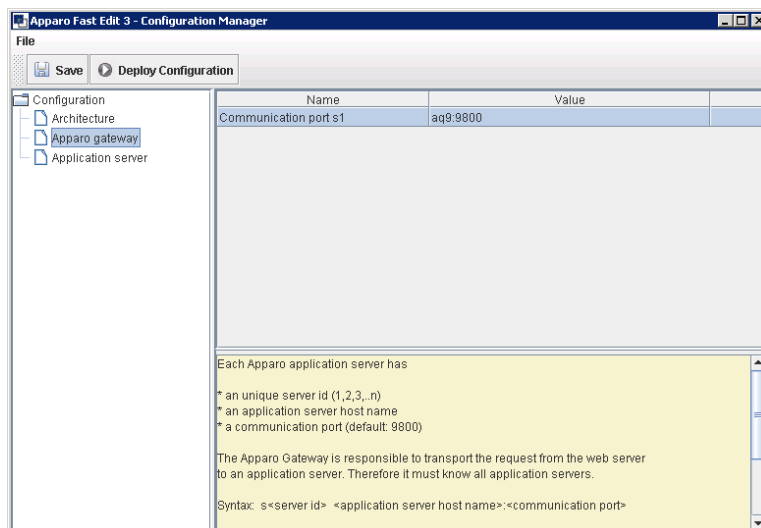 Apparo Fast Edit 3 - Configuration Manager
File
Save Deploy Configuration
Configuration
Architecture
Apparo gateway
Application server
Name Value
Communication port s1 aq9:9800
Each Apparo application server has
* an unique server id (1,2,3,..n)
* an application server host name
* a communication port (default: 9800)
The Apparo Gateway is responsible to transport the request from the web server
to an application server. Therefore it must know all application servers.
Syntax: s<server id> <application server host name>:<communication port>